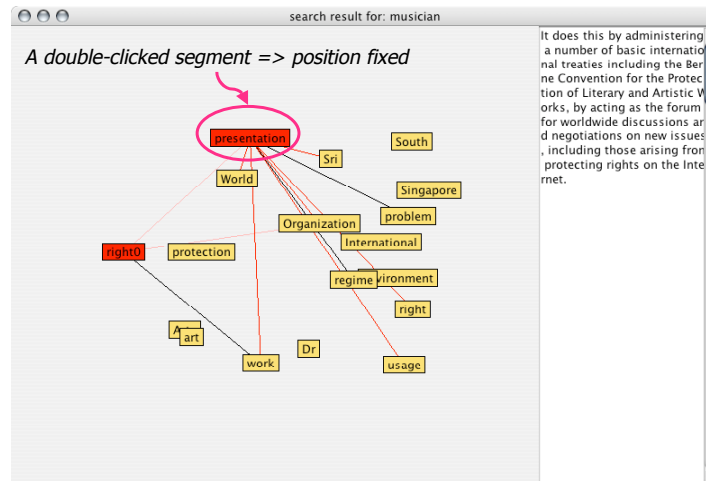 search result for: musician
A double-clicked segment => position fixed
presentation
South
Sri
World
Singapore
problem
Organization
International
right0
protection
regime
vironment
right
A
art
Dr
work
usage
It does this by administering
a number of basic internatio
nal treaties including the Ber
ne Convention for the Protec
tion of Literary and Artistic W
orks, by acting as the forum
for worldwide discussions an
d negotiations on new issues
, including those arising from
protecting rights on the Inte
rnet.